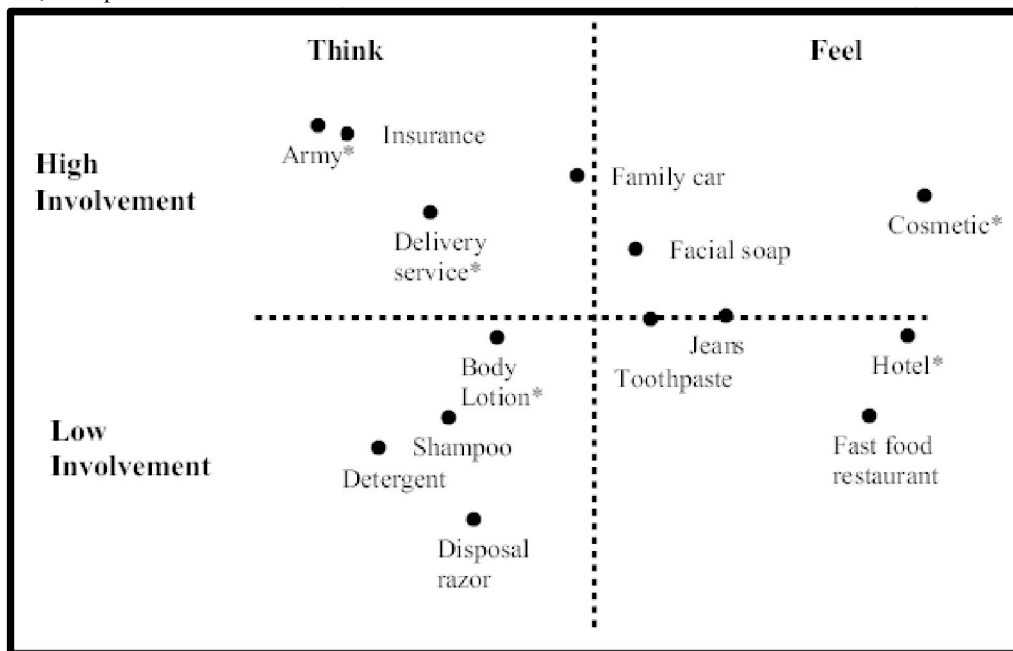 Think
Feel
Army*
Insurance
High
Involvement
Family car
Cosmetic*
Delivery
service*
Facial soap
Body
Lotion*
Jeans
Toothpaste
Hotel*
Low
Involvement
Shampoo
Detergent
Fast food
restaurant
Disposal
razor